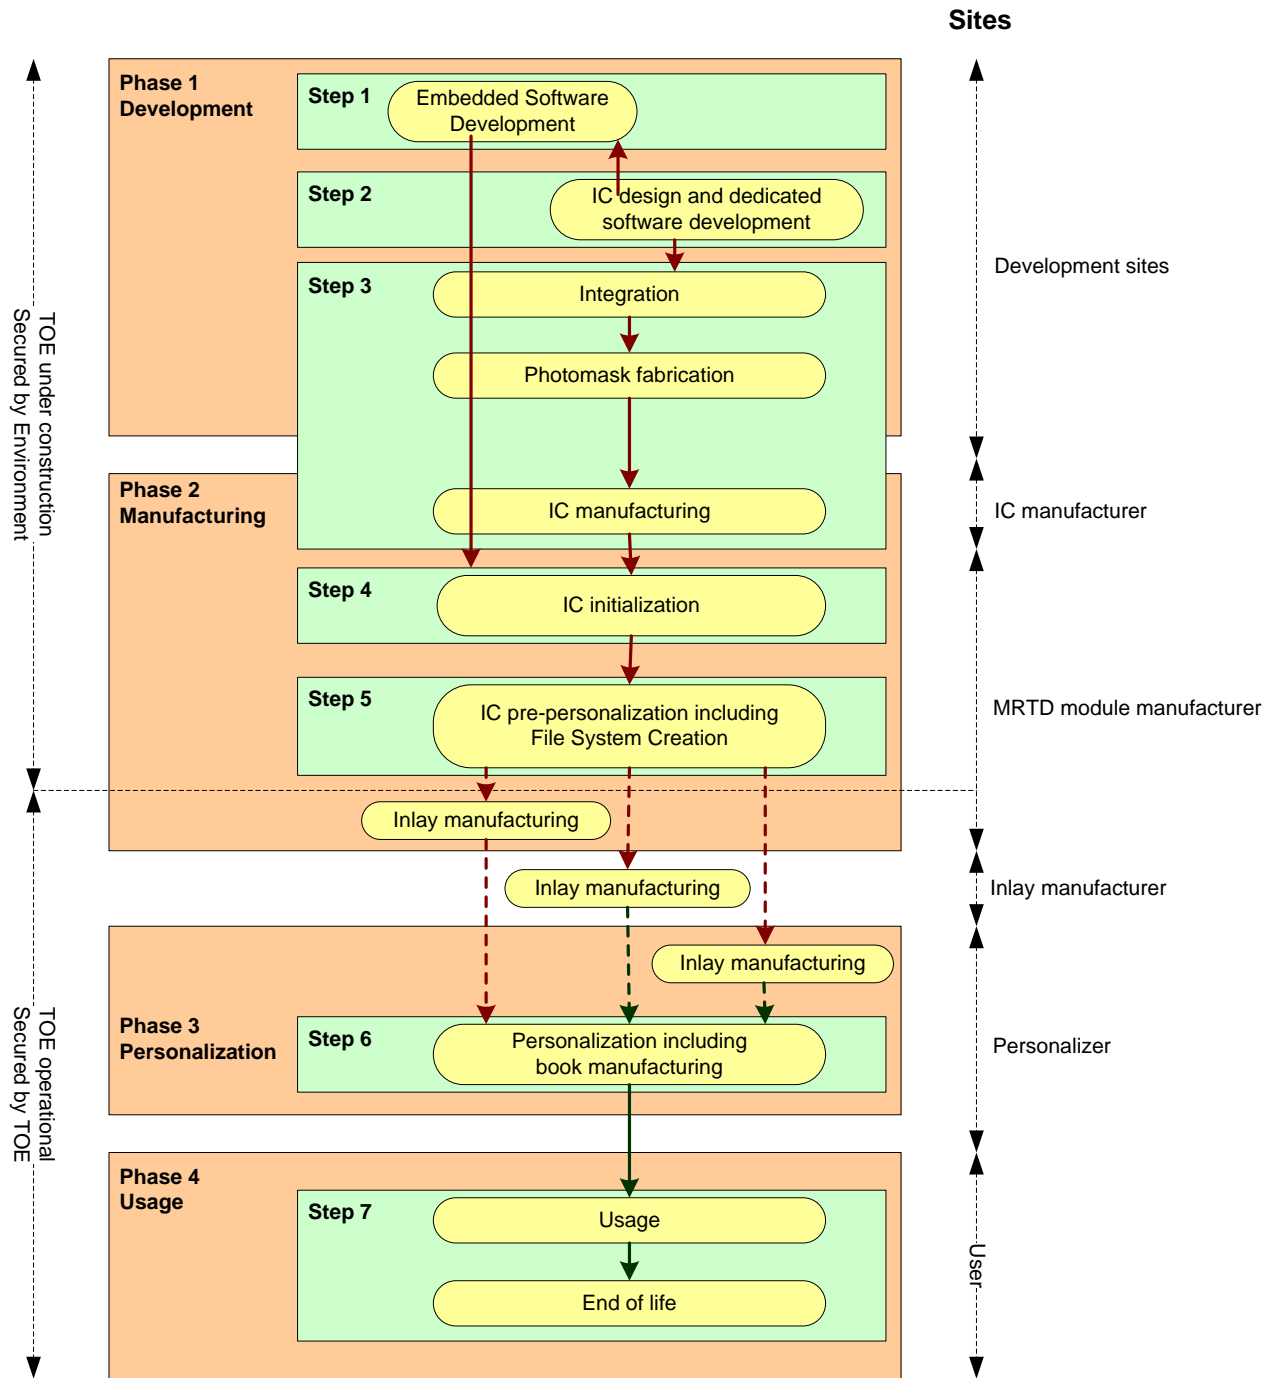 Sites
Phase 1
Development
Step 1
Embedded Software
Development
Step 2
IC design and dedicated
software development
Step 3
Integration
Photomask fabrication
Development sites
TOE under construction
Secured by Environment
Phase 2
Manufacturing
IC manufacturing
IC manufacturer
Step 4
IC initialization
Step 5
IC pre-personalization including
File System Creation
MRTD module manufacturer
Inlay manufacturing
Inlay manufacturing
Inlay manufacturer
Inlay manufacturing
TOE operational
Secured by TOE
Phase 3
Personalization
Step 6
Personalization including
book manufacturing
Personalizer
Phase 4
Usage
Step 7
Usage
End of life
User